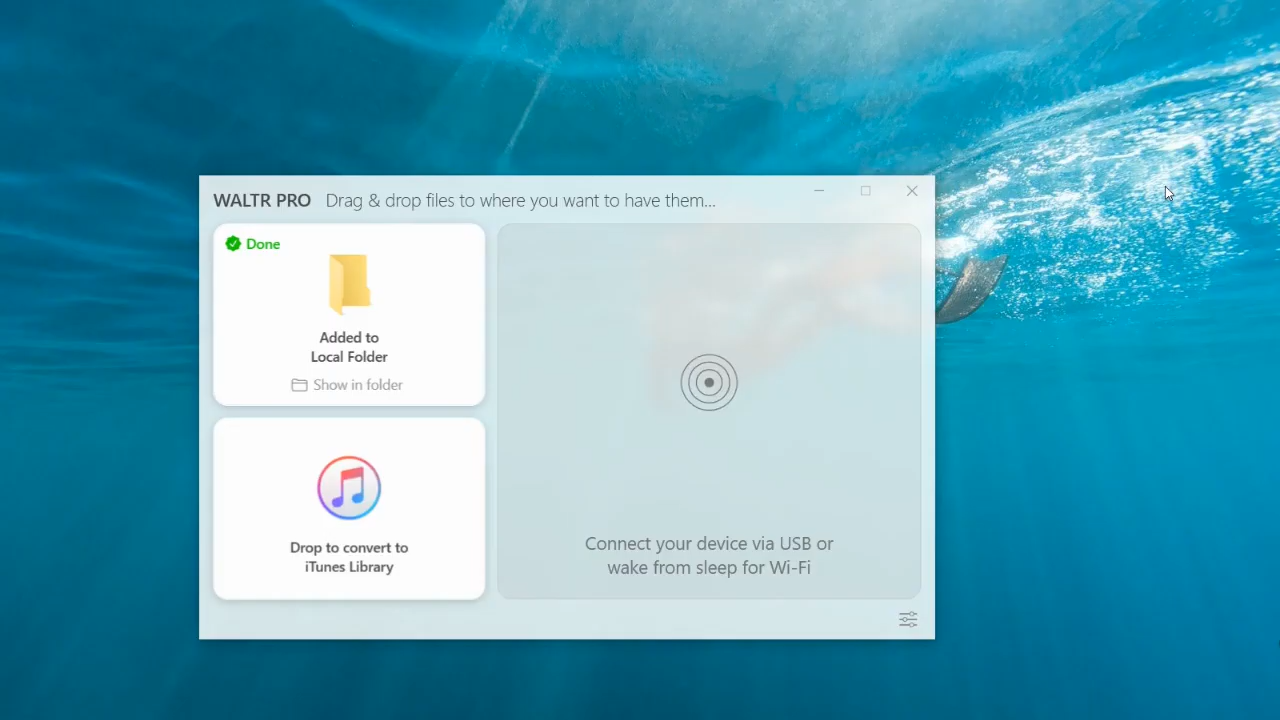 WALTR PRO Drag & drop files to where you want to have them...
Done
Added to
Local Folder
Show in folder
Drop to convert to
iTunes Library
Connect your device via USB or
wake from sleep for Wi-Fi